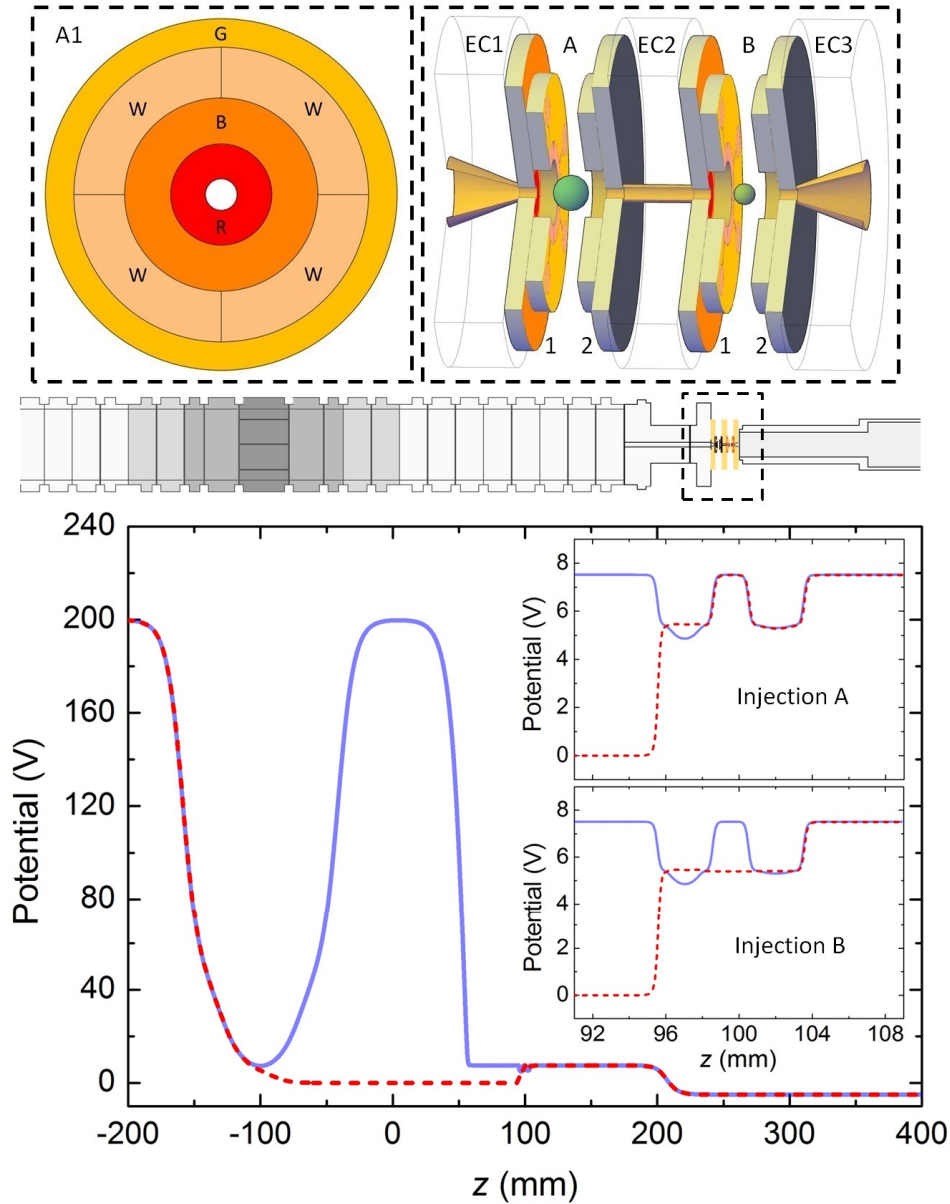 A1
G
W
W
B
R
W
W
EC1
A
EC2
B
EC3
1
2
1
2
240
200
160
120
80
40
0
Potential (V)
-200
-100
0
100
200
300
400
z (mm)
8
6
4
2
0
Potential (V)
Injection A
8
6
4
2
0
Potential (V)
Injection B
92
96
100
104
108
z (mm)